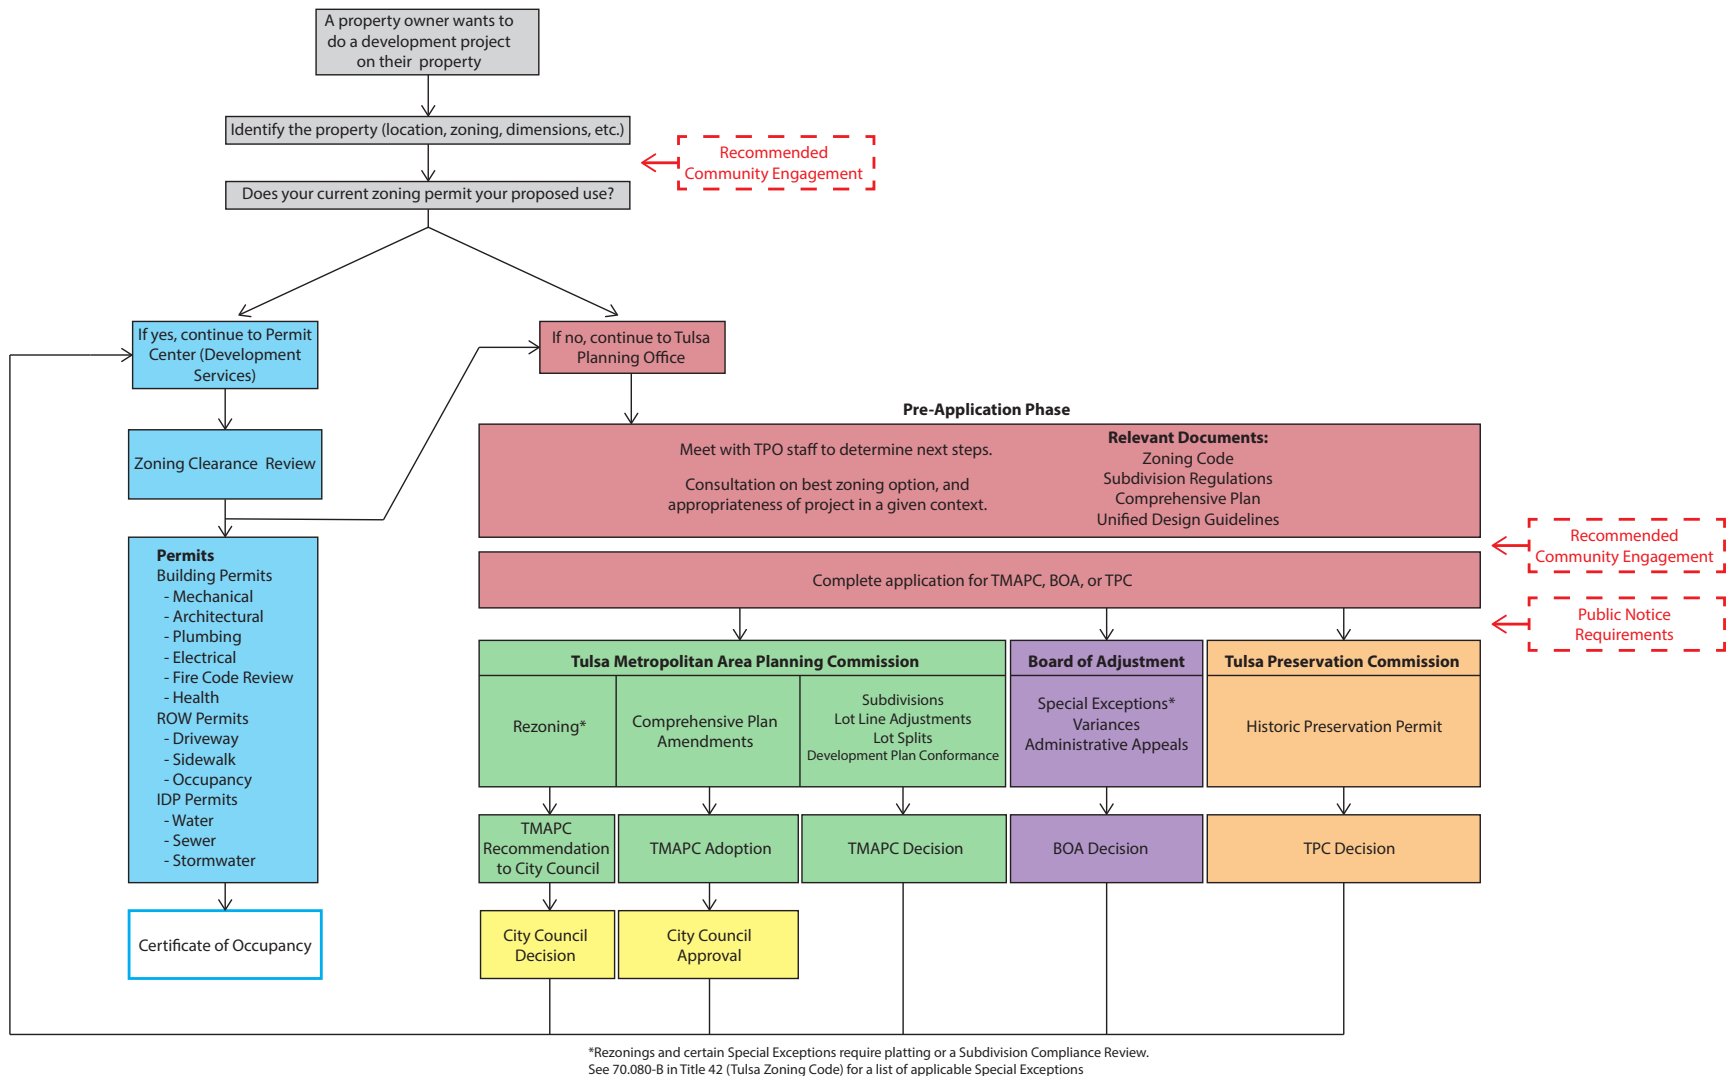 A property owner wants to
do a development project
on their property
Identify the property (location, zoning, dimensions, etc.)
Recommended
Community Engagement
Does your current zoning permit your proposed use?
If yes, continue to Permit
Center (Development
Services)
If no, continue to Tulsa
Planning Office
Zoning Clearance Review
Pre-Application Phase
Meet with TPO staff to determine next steps.
Consultation on best zoning option, and
appropriateness of project in a given context.
Relevant Documents:
Zoning Code
Subdivision Regulations
Comprehensive Plan
Unified Design Guidelines
Recommended
Community Engagement
Complete application for TMAPC, BOA, or TPC
Public Notice
Requirements
Permits
Building Permits
- Mechanical
- Architectural
- Plumbing
- Electrical
- Fire Code Review
- Health
ROW Permits
- Driveway
- Sidewalk
- Occupancy
IDP Permits
- Water
- Sewer
- Stormwater
Certificate of Occupancy
Tulsa Metropolitan Area Planning Commission
Rezoning*
Comprehensive Plan
Amendments
Subdivisions
Lot Line Adjustments
Lot Splits
Development Plan Conformance
Board of Adjustment
Special Exceptions*
Variances
Administrative Appeals
Tulsa Preservation Commission
Historic Preservation Permit
TMAPC
Recommendation
to City Council
TMAPC Adoption
TMAPC Decision
BOA Decision
TPC Decision
City Council
Decision
City Council
Approval
*Rezonings and certain Special Exceptions require platting or a Subdivision Compliance Review.
See 70.080-B in Title 42 (Tulsa Zoning Code) for a list of applicable Special Exceptions